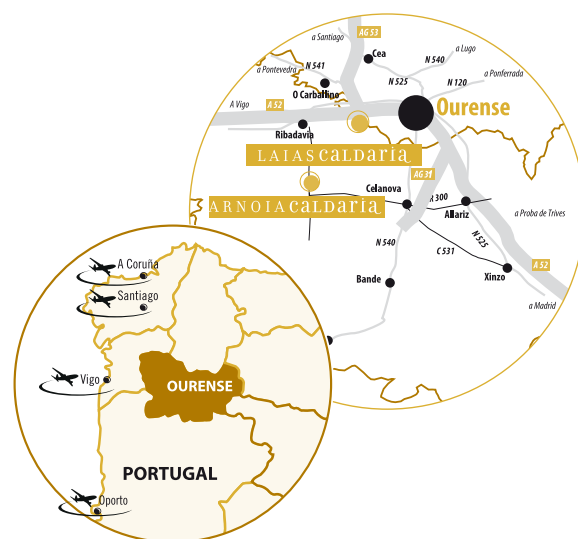 AG 53
a Santiago
Cea
a Lugo
N 540
a Pontevedra
N 541
N 525
N 120
a Ponferrada
O Carballino
A Vigo
A 52
Ourense
Ribadavia
LAIAS caldaria
AG 31
Celanova
R 300
ARNOIA caldaria
Allariz
a Proba de Trives
N 540
C 531
N 525
A 52
Bande
Xinzo
a Madrid
A Coruña
Santiago
Vigo
OURENSE
PORTUGAL
Oporto